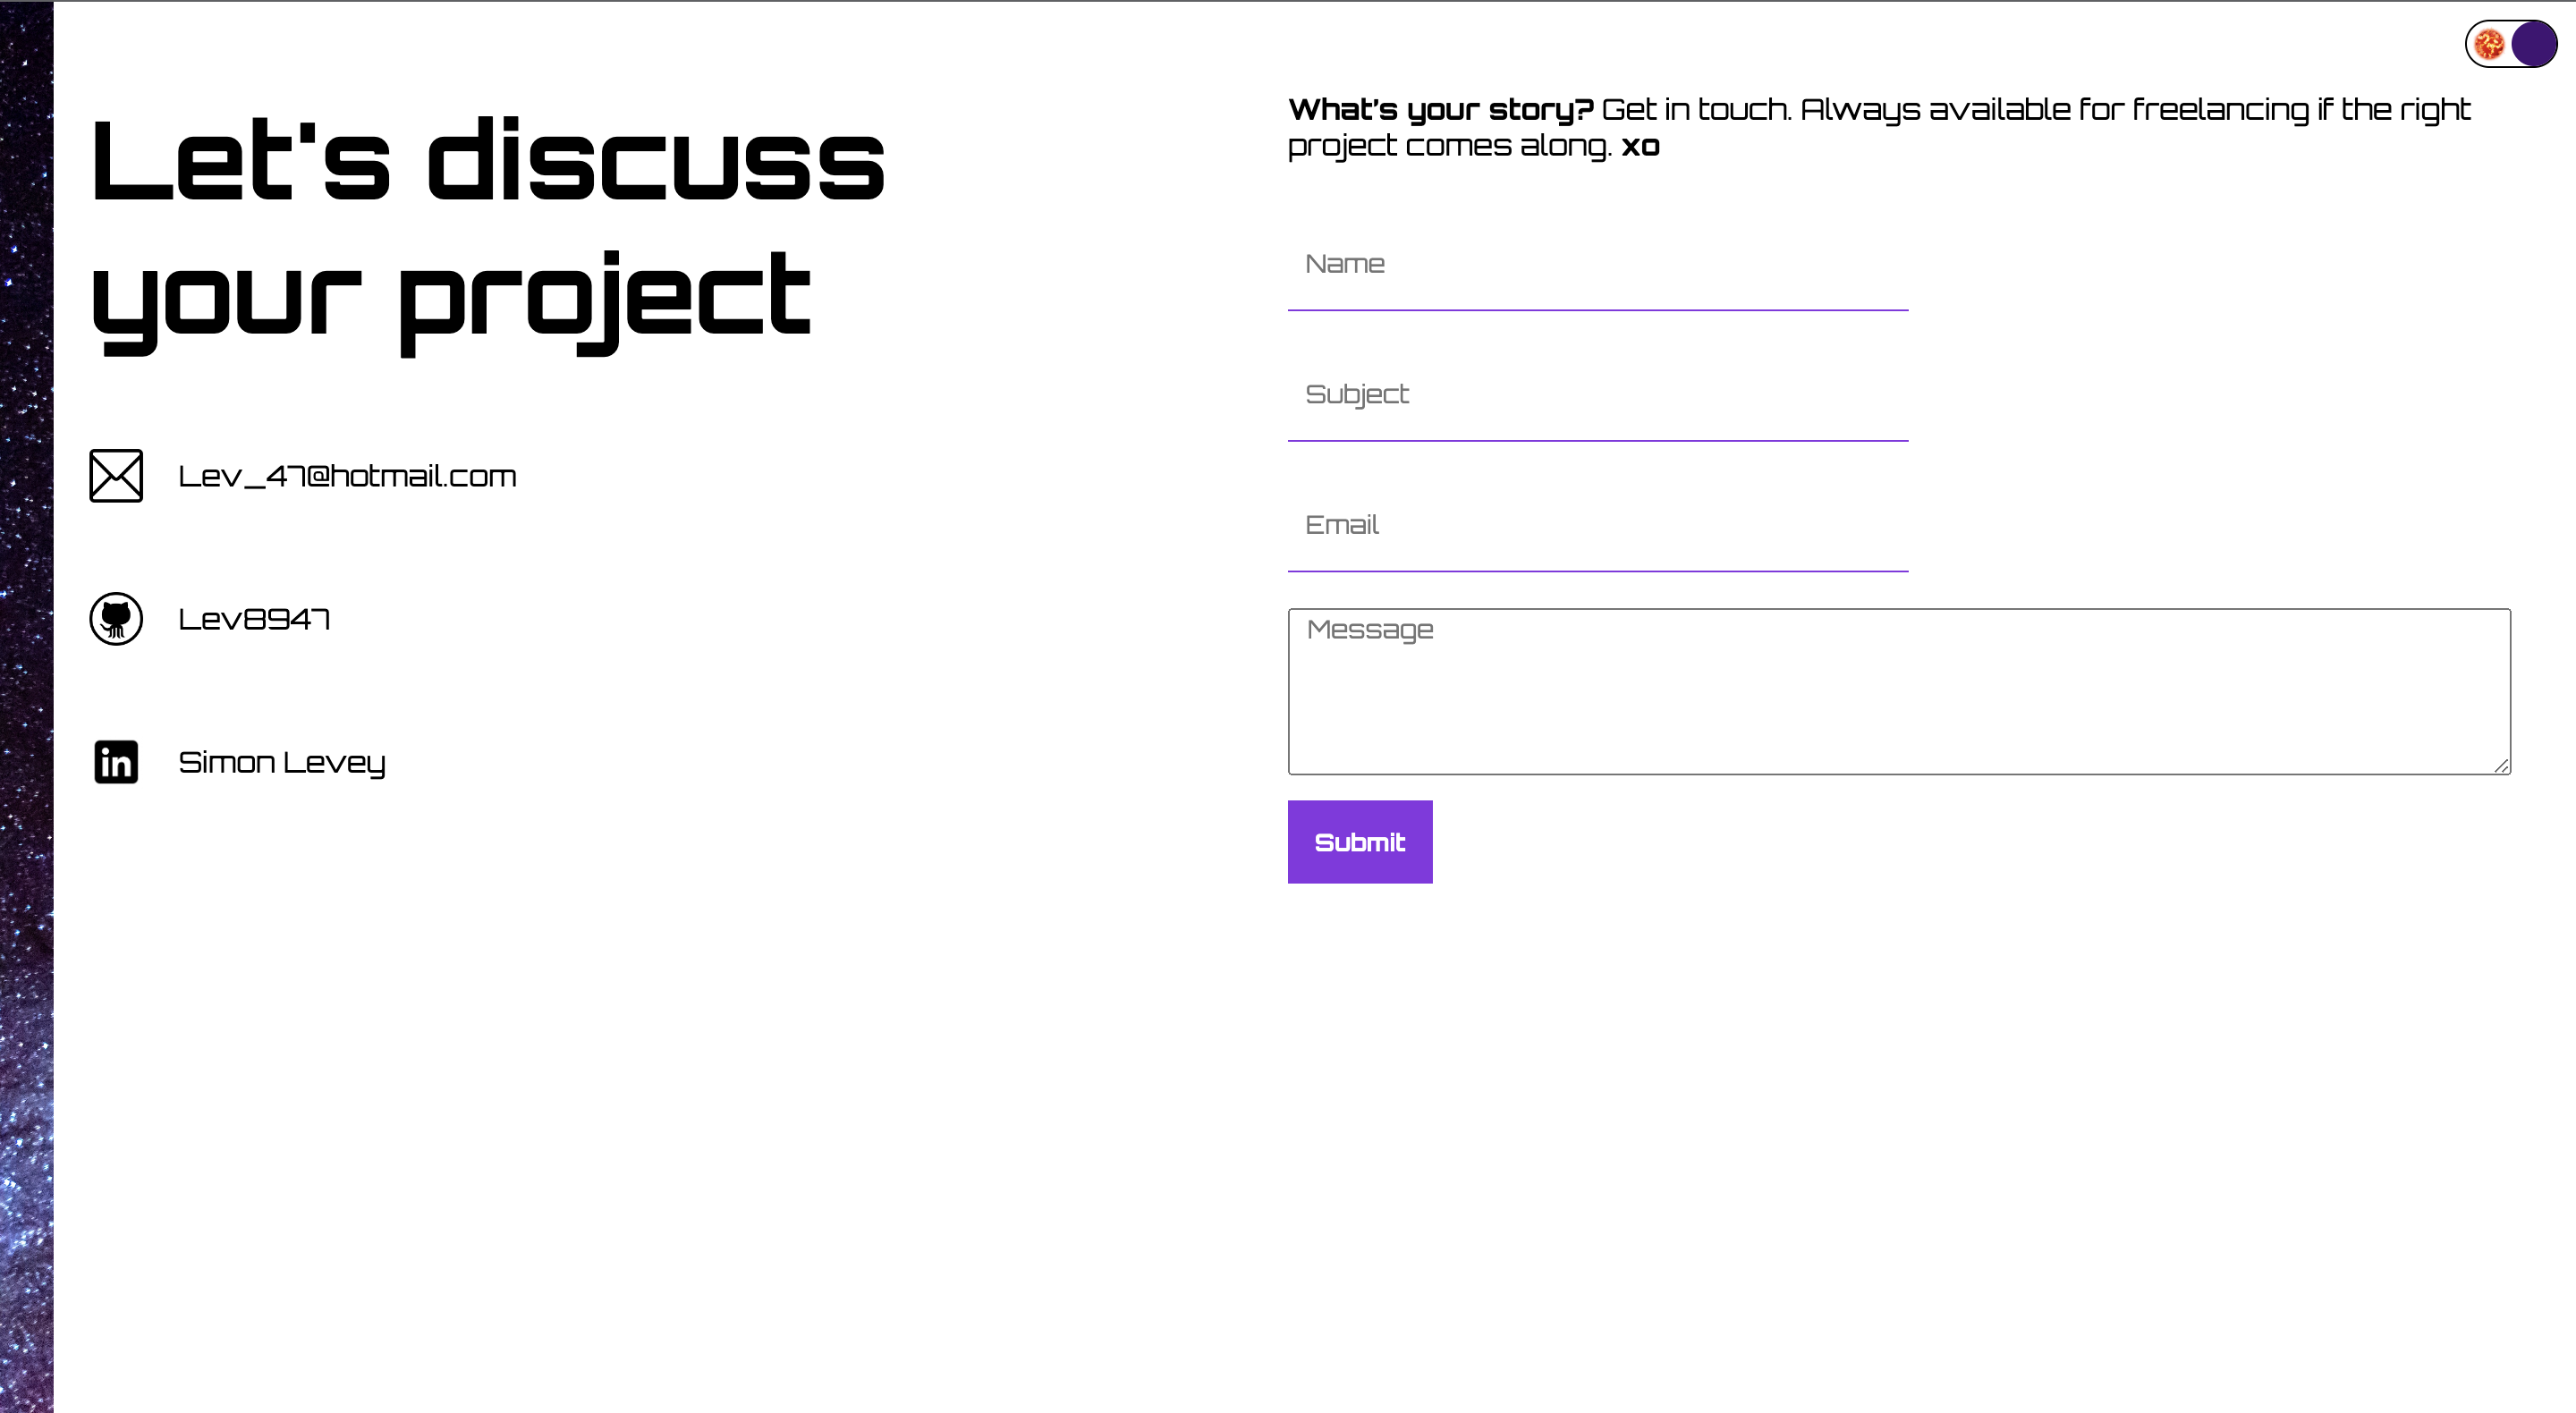 Let's discuss
your project
Lev_47@hotmail.com
Lev8947
in
Simon Levey
What's your story? Get in touch. Always available for freelancing if the right
project comes along. xo
Name
Subject
Email
Message
Submit